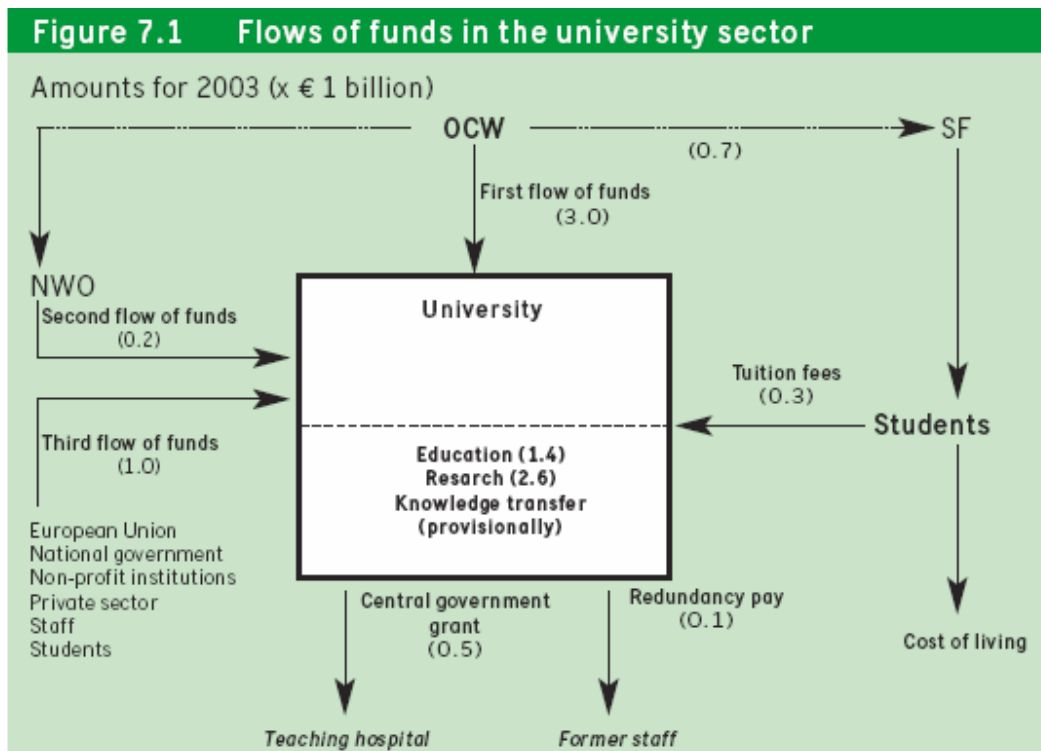 Figure 7.1 Flows of funds in the university sector
Amounts for 2003 (x € 1 billion)
OCW
SF
(0.7)
First flow of funds
(3.0)
NWO
Second flow of funds
(0.2)
University
Tuition fees
(0.3)
Students
Third flow of funds
(1.0)
Education (1.4)
Resarch (2.6)
Knowledge transfer
(provisionally)
European Union
National government
Non-profit institutions
Private sector
Staff
Students
Central government
grant
(0.5)
Redundancy pay
(0.1)
Cost of living
Teaching hospital
Former staff